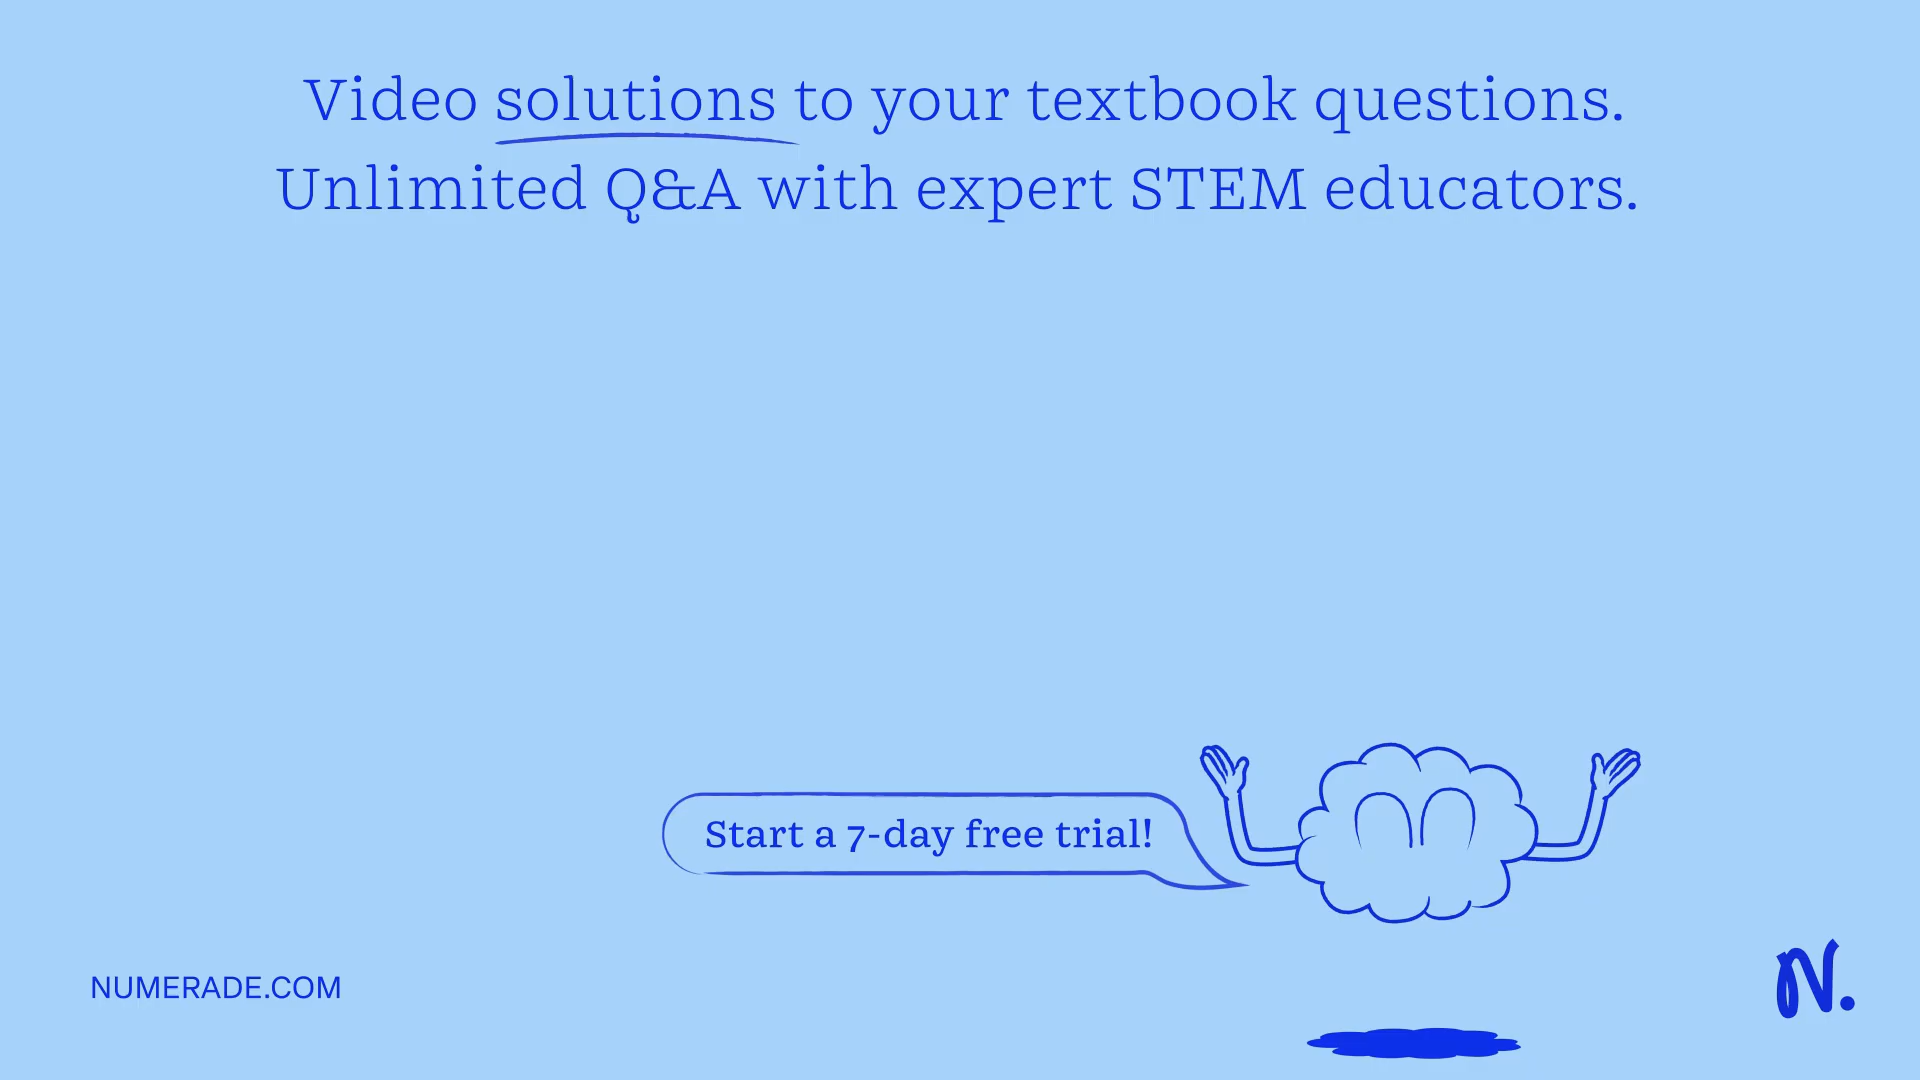 Video solutions to your textbook questions.
Unlimited Q&A with expert STEM educators.
Start a 7-day free trial!
NUMERADE.COM
N.